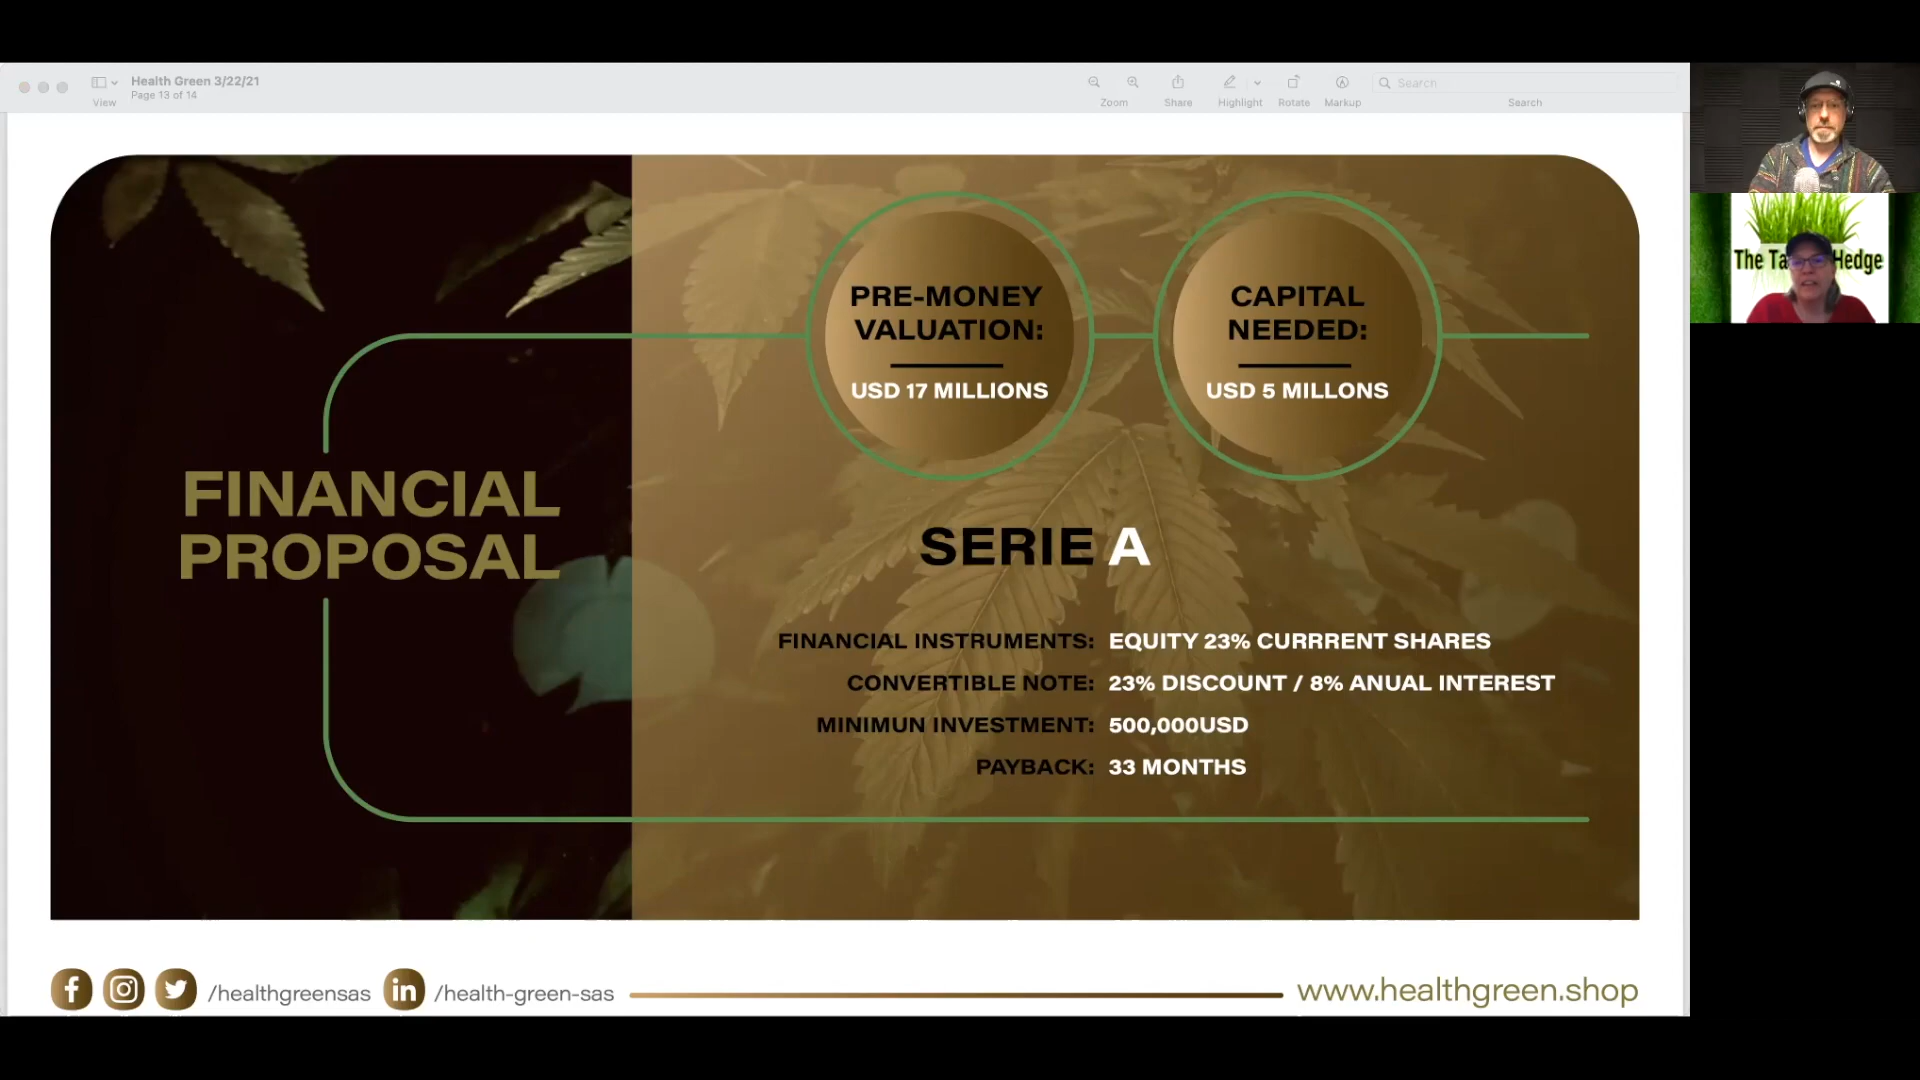 Health Green 3/22/21
Page 13 of 14
View
Zoom
Share
Highlight
Rotate
Markup
Search
Search
PRE-MONEY
VALUATION:
USD 17 MILLIONS
CAPITAL
NEEDED:
USD 5 MILLONS
FINANCIAL
PROPOSAL
SERIE A
FINANCIAL INSTRUMENTS: EQUITY 23% CURRRENT SHARES
CONVERTIBLE NOTE: 23% DISCOUNT / 8% ANUAL INTEREST
MINIMUN INVESTMENT: 500,000USD
PAYBACK: 33 MONTHS
/healthgreensas
/health-green-sas
www.healthgreen.shop
The Hedge